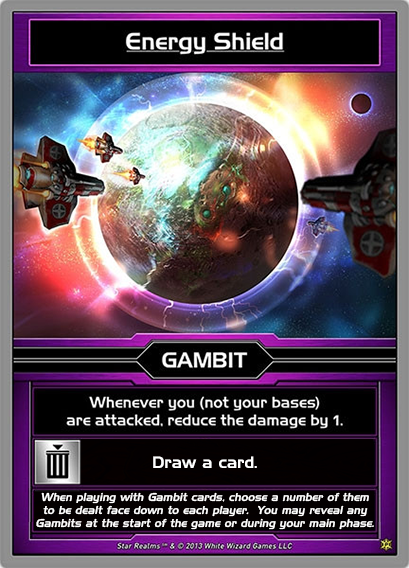 Energy Shield
GAMBIT
Whenever you (not your bases)
are attacked, reduce the damage by 1.
Draw a card.
When playing with Gambit cards, choose a number of them
to be dealt face down to each player. You may reveal any
Gambits at the start of the game or during your main phase.
Star Realms™ & © 2013 White Wizard Games LLC